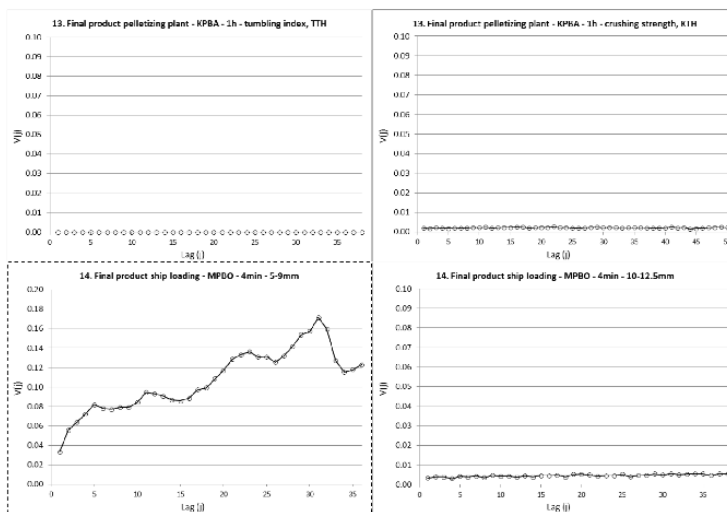 13. Final product pelletizing plant - KPBA - 1h - tumbling index, TTH
0.10
0.09
0.08
0.07
0.06
0.05
0.04
0.03
0.02
0.01
0.00
V(j)
0 5 10 15 20 25 30 35
Lag (j)
13. Final product pelletizing plant - KPBA - 1h - crushing strength, KTH
0.10
0.09
0.08
0.07
0.06
0.05
0.04
0.03
0.02
0.01
0.00
V(j)
0 5 10 15 20 25 30 35 40 45 50
Lag (j)
14. Final product ship loading - MPBO - 4min - 5-9mm
0.20
0.18
0.16
0.14
0.12
0.10
0.08
0.06
0.04
0.02
0.00
V(j)
0 5 10 15 20 25 30 35
Lag (j)
14. Final product ship loading - MPBO - 4min - 10-12.5mm
0.10
0.09
0.08
0.07
0.06
0.05
0.04
0.03
0.02
0.01
0.00
V(j)
0 5 10 15 20 25 30 35
Lag (j)